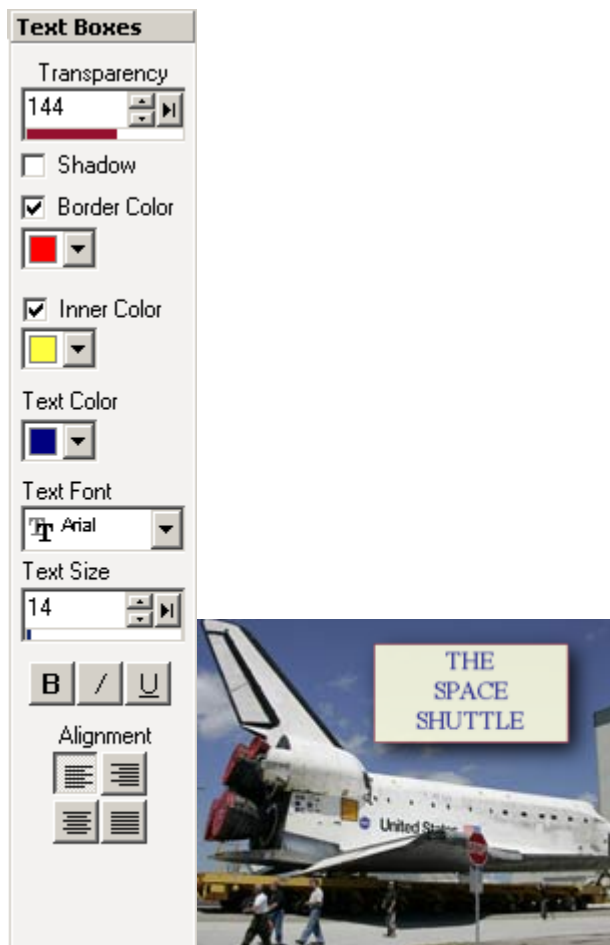 Text Boxes
Transparency
144
Shadow
Border Color
Inner Color
Text Color
Text Font
Arial
Text Size
14
B / U
Alignment
THE
SPACE
SHUTTLE
United States
STOP